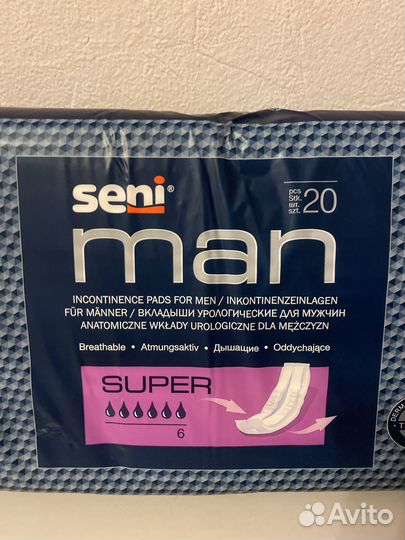 seni®
pcs
Stk.
шт.
szt.
20
man
INCONTINENCE PADS FOR MEN / INKONTINENZEINLAGEN
FÜR MÄNNER / ВКЛАДЫШИ УРОЛОГИЧЕСКИЕ ДЛЯ МУЖЧИН
ANATOMICZNE WKŁADY UROLOGICZNE DLA MĘŻCZYZN
Breathable • Atmungsaktiv • Дышащие • Oddychające
SUPER
6
Avito